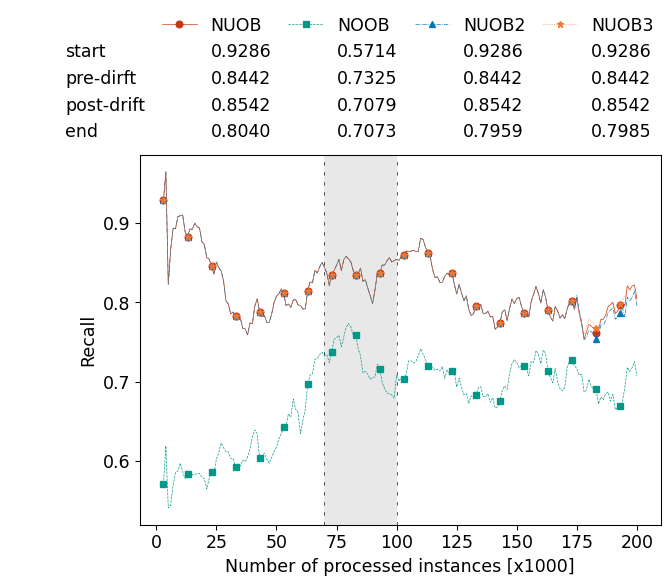 NUOB NOOB NUOB2 NUOB3
start 0.9286 0.5714 0.9286 0.9286
pre-dirft 0.8442 0.7325 0.8442 0.8442
post-drift 0.8542 0.7079 0.8542 0.8542
end 0.8040 0.7073 0.7959 0.7985
0.9
0.8
0.7
0.6
Recall
0 25 50 75 100 125 150 175 200
Number of processed instances [x1000]